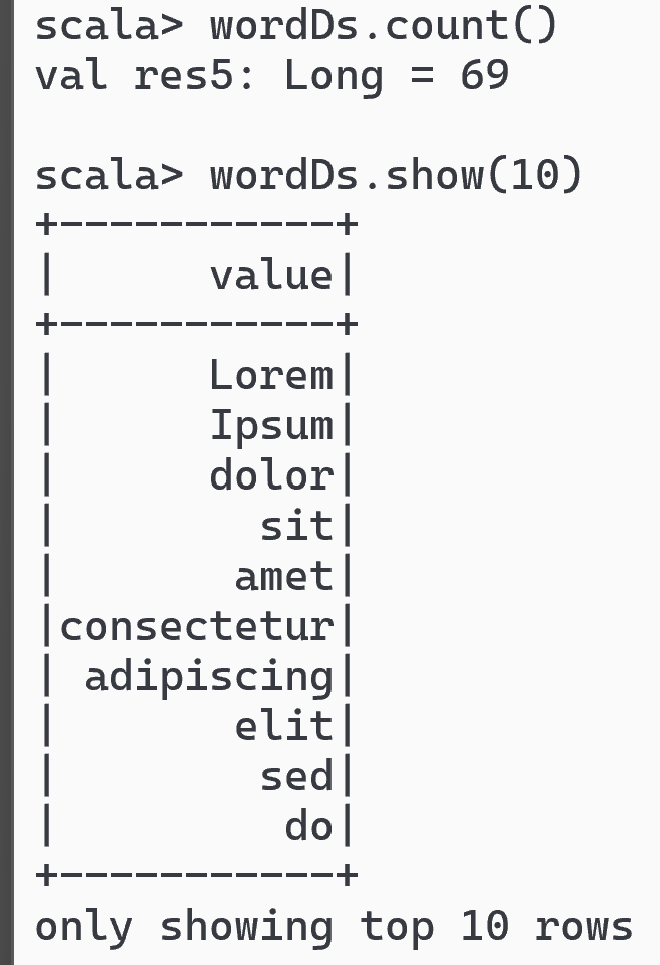 scala> wordDs.count()
val res5: Long = 69

scala> wordDs.show(10)
+-----------+
|      value|
+-----------+
|      Lorem|
|      Ipsum|
|      dolor|
|        sit|
|       amet|
|consectetur|
| adipiscing|
|       elit|
|        sed|
|         do|
+-----------+
only showing top 10 rows